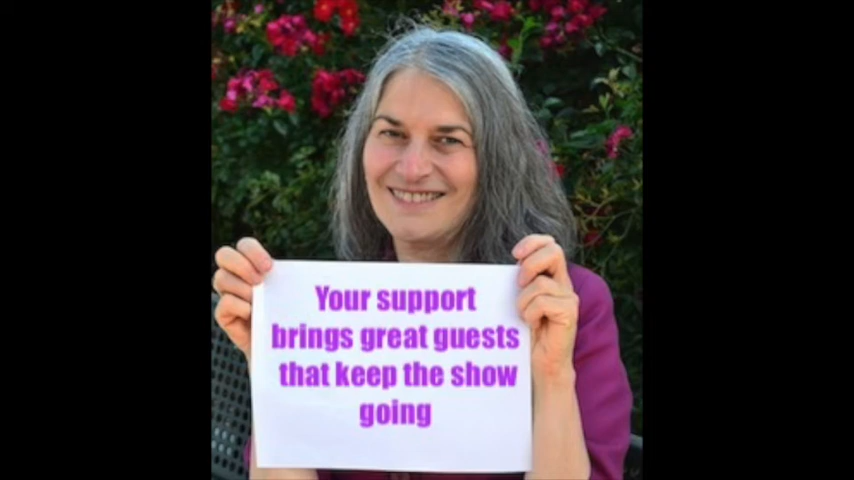 Your support
brings great guests
that keep the show
going